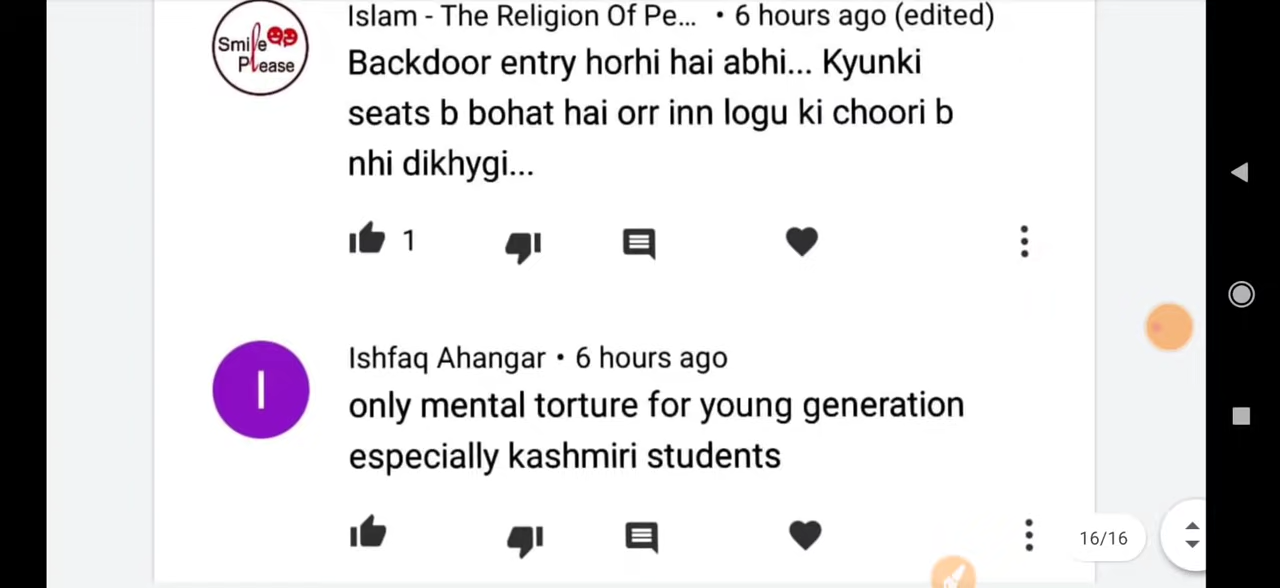 Smile
Please
Islam - The Religion Of Pe... • 6 hours ago (edited)
Backdoor entry horhi hai abhi... Kyunki
seats b bohat hai orr inn logu ki choori b
nhi dikhygi...
1
I
Ishfaq Ahangar • 6 hours ago
only mental torture for young generation
especially kashmiri students
16/16